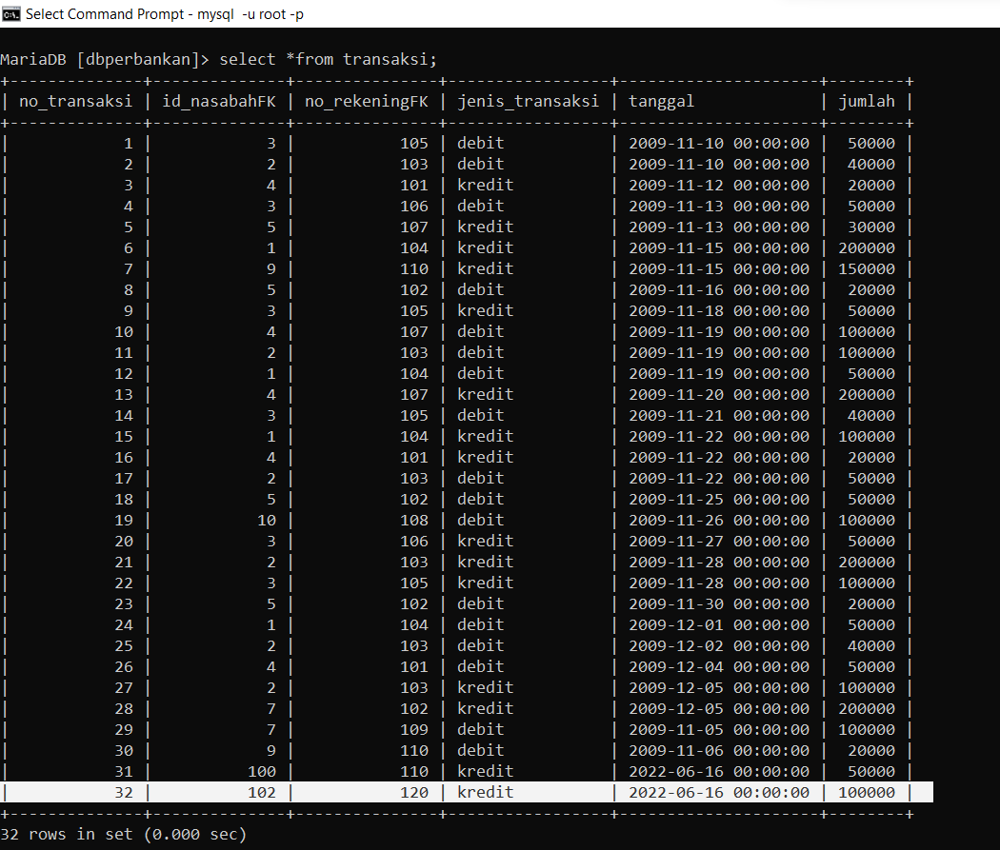 Select Command Prompt - mysql  -u root -p
MariaDB [dbperbankan]> select *from transaksi;
+--------------+--------------+---------------+-----------------+---------------------+--------+
| no_transaksi | id_nasabahFK | no_rekeningFK | jenis_transaksi | tanggal             | jumlah |
+--------------+--------------+---------------+-----------------+---------------------+--------+
|            1 |            3 |           105 | debit           | 2009-11-10 00:00:00 |  50000 |
|            2 |            2 |           103 | debit           | 2009-11-10 00:00:00 |  40000 |
|            3 |            4 |           101 | kredit          | 2009-11-12 00:00:00 |  20000 |
|            4 |            3 |           106 | debit           | 2009-11-13 00:00:00 |  50000 |
|            5 |            5 |           107 | kredit          | 2009-11-13 00:00:00 |  30000 |
|            6 |            1 |           104 | kredit          | 2009-11-15 00:00:00 | 200000 |
|            7 |            9 |           110 | kredit          | 2009-11-15 00:00:00 | 150000 |
|            8 |            5 |           102 | debit           | 2009-11-16 00:00:00 |  20000 |
|            9 |            3 |           105 | kredit          | 2009-11-18 00:00:00 |  50000 |
|           10 |            4 |           107 | debit           | 2009-11-19 00:00:00 | 100000 |
|           11 |            2 |           103 | debit           | 2009-11-19 00:00:00 | 100000 |
|           12 |            1 |           104 | debit           | 2009-11-19 00:00:00 |  50000 |
|           13 |            4 |           107 | kredit          | 2009-11-20 00:00:00 | 200000 |
|           14 |            3 |           105 | debit           | 2009-11-21 00:00:00 |  40000 |
|           15 |            1 |           104 | kredit          | 2009-11-22 00:00:00 | 100000 |
|           16 |            4 |           101 | kredit          | 2009-11-22 00:00:00 |  20000 |
|           17 |            2 |           103 | debit           | 2009-11-22 00:00:00 |  50000 |
|           18 |            5 |           102 | debit           | 2009-11-25 00:00:00 |  50000 |
|           19 |           10 |           108 | debit           | 2009-11-26 00:00:00 | 100000 |
|           20 |            3 |           106 | kredit          | 2009-11-27 00:00:00 |  50000 |
|           21 |            2 |           103 | kredit          | 2009-11-28 00:00:00 | 200000 |
|           22 |            3 |           105 | kredit          | 2009-11-28 00:00:00 | 100000 |
|           23 |            5 |           102 | debit           | 2009-11-30 00:00:00 |  20000 |
|           24 |            1 |           104 | debit           | 2009-12-01 00:00:00 |  50000 |
|           25 |            2 |           103 | debit           | 2009-12-02 00:00:00 |  40000 |
|           26 |            4 |           101 | debit           | 2009-12-04 00:00:00 |  50000 |
|           27 |            2 |           103 | kredit          | 2009-12-05 00:00:00 | 100000 |
|           28 |            7 |           102 | kredit          | 2009-12-05 00:00:00 | 200000 |
|           29 |            7 |           109 | debit           | 2009-11-05 00:00:00 | 100000 |
|           30 |            9 |           110 | debit           | 2009-11-06 00:00:00 |  20000 |
|           31 |          100 |           110 | kredit          | 2022-06-16 00:00:00 |  50000 |
|           32 |          102 |           120 | kredit          | 2022-06-16 00:00:00 | 100000 |
+--------------+--------------+---------------+-----------------+---------------------+--------+
32 rows in set (0.000 sec)